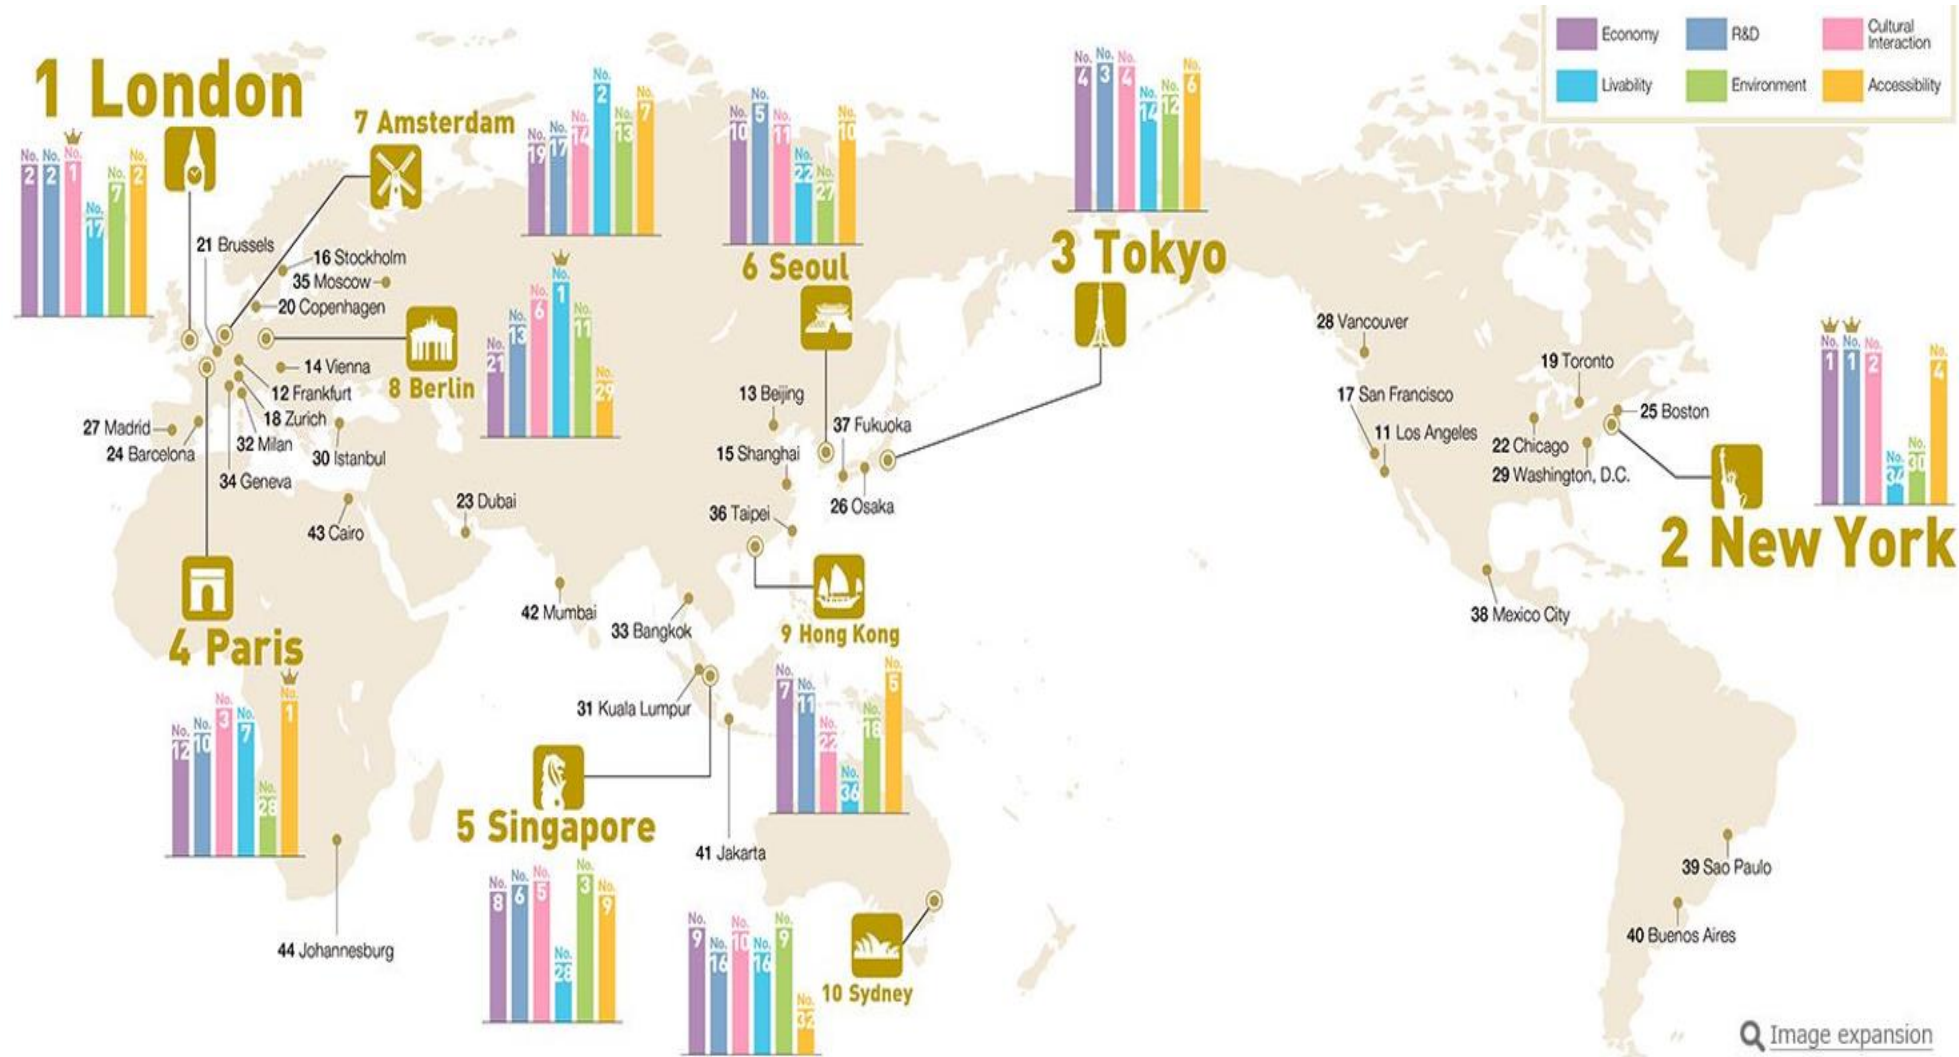 Economy
R&D
Cultural
Interaction
Livability
Environment
Accessibility
1 London
No. No. No. No. No. No.
2 2 1 17 7 2
7 Amsterdam
No. No. No. No. No. No.
19 17 14 2 13 7
No. No. No. No. No. No.
10 5 11 22 27 10
6 Seoul
No. No. No. No. No. No.
4 3 4 14 12 6
3 Tokyo
21 Brussels
16 Stockholm
35 Moscow
20 Copenhagen
14 Vienna
12 Frankfurt
18 Zurich
32 Milan
30 Istanbul
27 Madrid
24 Barcelona
34 Geneva
8 Berlin
No. No. No. No. No. No.
21 13 6 1 11 29
43 Cairo
23 Dubai
13 Beijing
37 Fukuoka
15 Shanghai
26 Osaka
36 Taipei
28 Vancouver
19 Toronto
17 San Francisco
25 Boston
11 Los Angeles
22 Chicago
29 Washington, D.C.
No. No. No. No. No. No.
1 1 2 34 30 4
2 New York
38 Mexico City
42 Mumbai
33 Bangkok
9 Hong Kong
No. No. No. No. No. No.
7 11 22 36 18 5
4 Paris
No. No. No. No. No. No.
12 10 3 7 28 1
31 Kuala Lumpur
5 Singapore
No. No. No. No. No. No.
8 6 5 28 3 9
41 Jakarta
39 Sao Paulo
40 Buenos Aires
44 Johannesburg
No. No. No. No. No. No.
9 16 10 16 9 32
10 Sydney
Image expansion